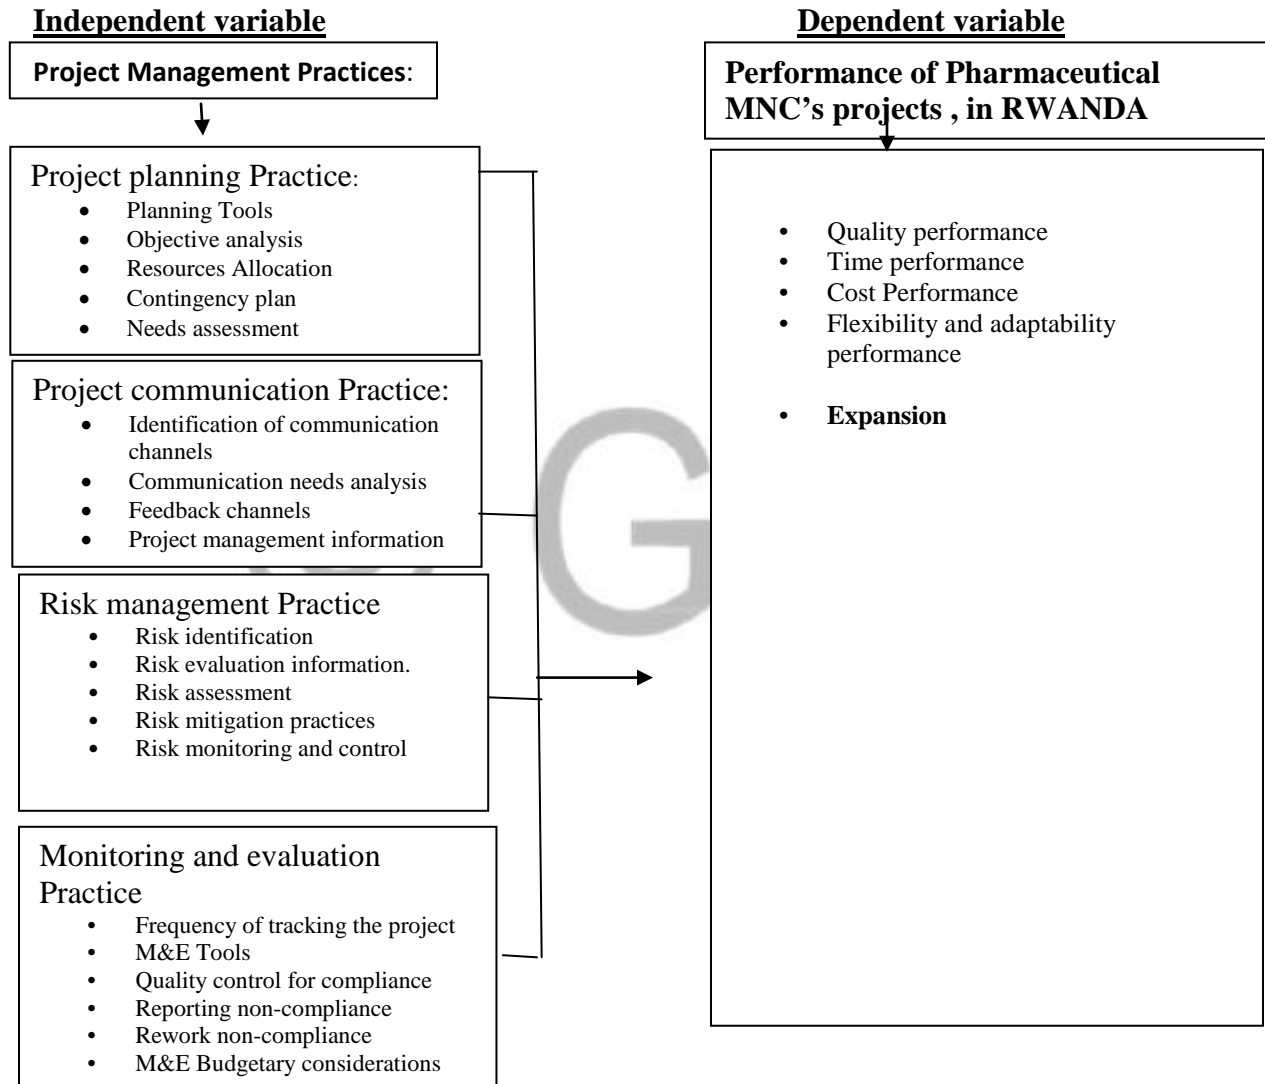 Independent variable
Project Management Practices:
Project planning Practice:
• Planning Tools
• Objective analysis
• Resources Allocation
• Contingency plan
• Needs assessment
Project communication Practice:
• Identification of communication
channels
• Communication needs analysis
• Feedback channels
• Project management information
Risk management Practice
• Risk identification
• Risk evaluation information.
• Risk assessment
• Risk mitigation practices
• Risk monitoring and control
Monitoring and evaluation
Practice
• Frequency of tracking the project
• M&E Tools
• Quality control for compliance
• Reporting non-compliance
• Rework non-compliance
• M&E Budgetary considerations
Dependent variable
Performance of Pharmaceutical
MNC’s projects , in RWANDA
• Quality performance
• Time performance
• Cost Performance
• Flexibility and adaptability
performance
• Expansion
G